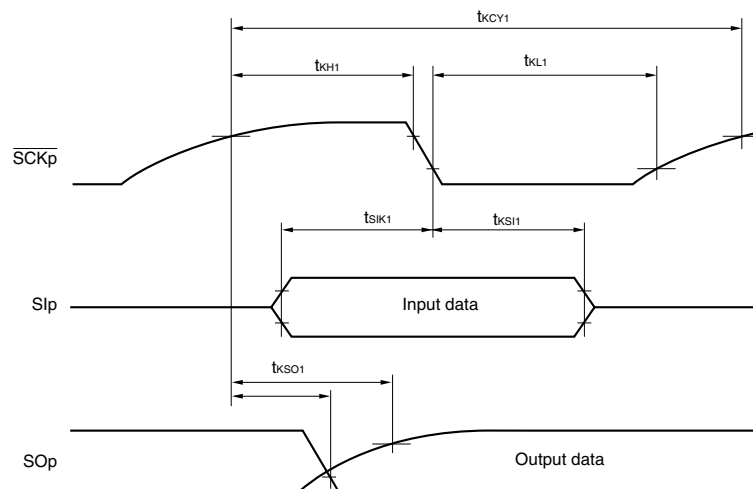 tKCY1
tKH1
tKL1
SCKp
tSIK1
tKSI1
SIp
Input data
tKSO1
SOp
Output data